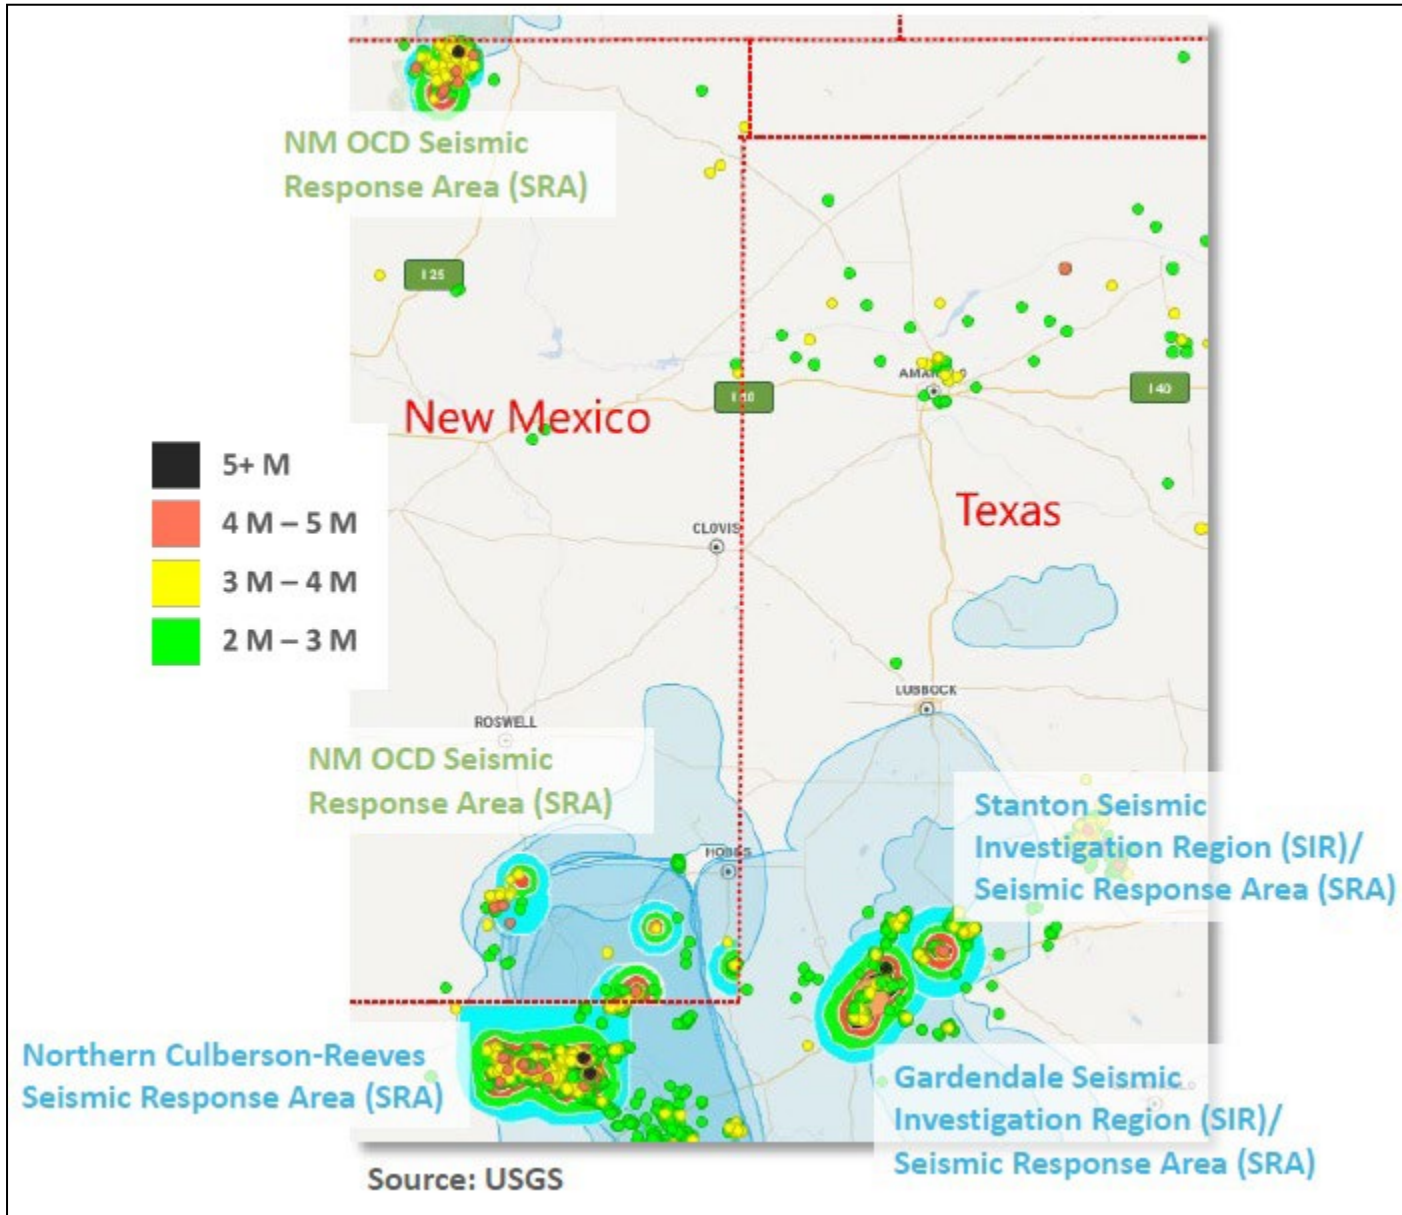 NM OCD Seismic
Response Area (SRA)
I 25
I 40
New Mexico
5+ M
4 M – 5 M
3 M – 4 M
2 M – 3 M
CLOVIS
Texas
LUBBOCK
ROSWELL
NM OCD Seismic
Response Area (SRA)
Stanton Seismic
Investigation Region (SIR)/
Seismic Response Area (SRA)
HOBBS
Northern Culberson-Reeves
Seismic Response Area (SRA)
Gardendale Seismic
Investigation Region (SIR)/
Seismic Response Area (SRA)
Source: USGS